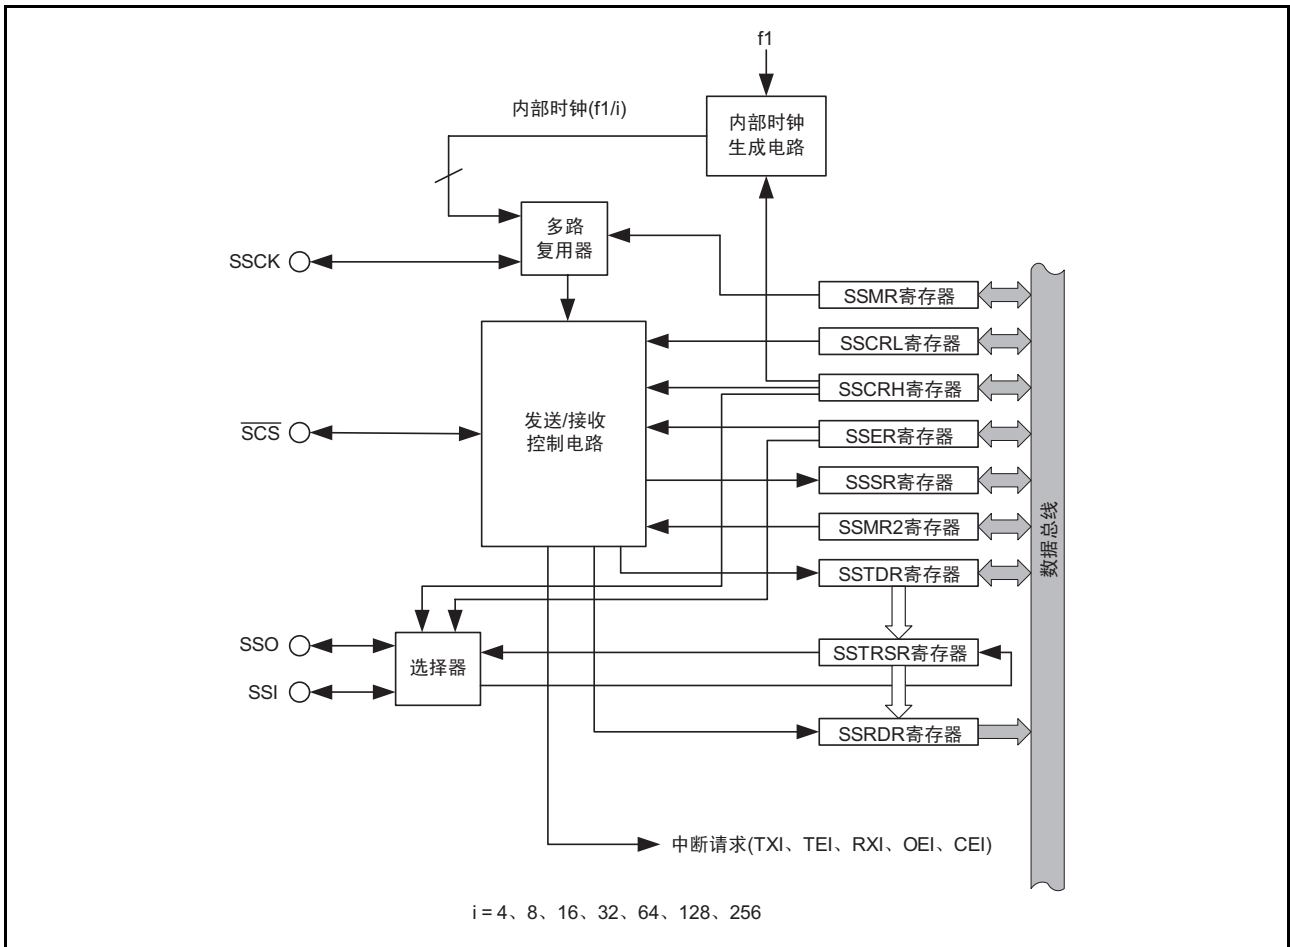 f1
内部时钟(f1/i)
内部时钟
生成电路
多路
复用器
SSCK
SSMR寄存器
SSCRL寄存器
SSCRH寄存器
发送/接收
控制电路
SCS
SSER寄存器
SSSR寄存器
SSMR2寄存器
数据总线
SSTDR寄存器
SSO
选择器
SSTRSR寄存器
SSI
SSRDR寄存器
中断请求(TXI、TEI、RXI、OEI、CEI)
i = 4、8、16、32、64、128、256